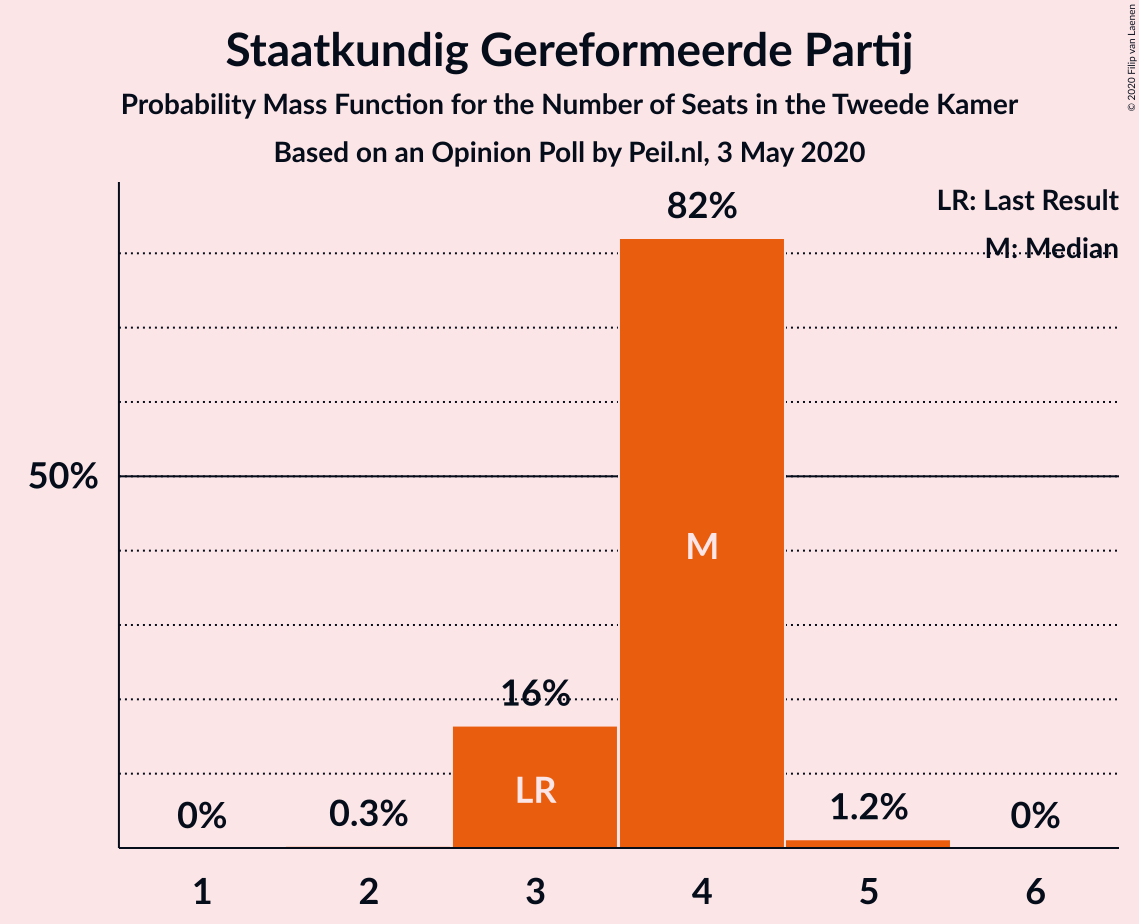 Staatkundig Gereformeerde Partij
Probability Mass Function for the Number of Seats in the Tweede Kamer
Based on an Opinion Poll by Peil.nl, 3 May 2020
© 2020 Filip van Laenen
LR: Last Result
M: Median
82%
50%
M
16%
LR
0%
0.3%
1.2%
0%
1
2
3
4
5
6